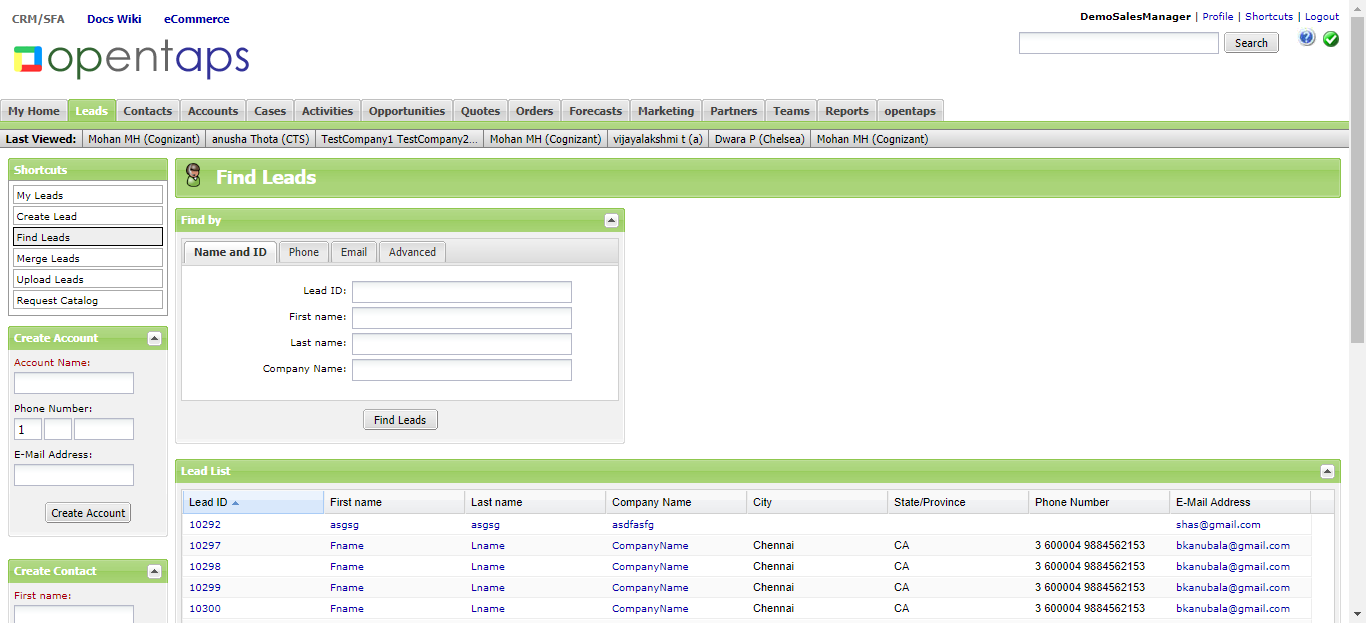 CRM/SFA Docs Wiki eCommerce
DemoSalesManager | Profile | Shortcuts | Logout
opentaps
Search
My Home Leads Contacts Accounts Cases Activities Opportunities Quotes Orders Forecasts Marketing Partners Teams Reports opentaps
Last Viewed: Mohan MH (Cognizant) anusha Thota (CTS) TestCompany1 TestCompany2... Mohan MH (Cognizant) vijayalakshmi t (a) Dwara P (Chelsea) Mohan MH (Cognizant)
Shortcuts
My Leads
Create Lead
Find Leads
Merge Leads
Upload Leads
Request Catalog
Create Account
Account Name:
Phone Number:
1
E-Mail Address:
Create Account
Create Contact
First name:
Find Leads
Find by
Name and ID Phone Email Advanced
Lead ID:
First name:
Last name:
Company Name:
Find Leads
Lead List
Lead ID First name Last name Company Name City State/Province Phone Number E-Mail Address
10292 asgsg asgsg asdfasfg shas@gmail.com
10297 Fname Lname CompanyName Chennai CA 3 600004 9884562153 bkanubala@gmail.com
10298 Fname Lname CompanyName Chennai CA 3 600004 9884562153 bkanubala@gmail.com
10299 Fname Lname CompanyName Chennai CA 3 600004 9884562153 bkanubala@gmail.com
10300 Fname Lname CompanyName Chennai CA 3 600004 9884562153 bkanubala@gmail.com